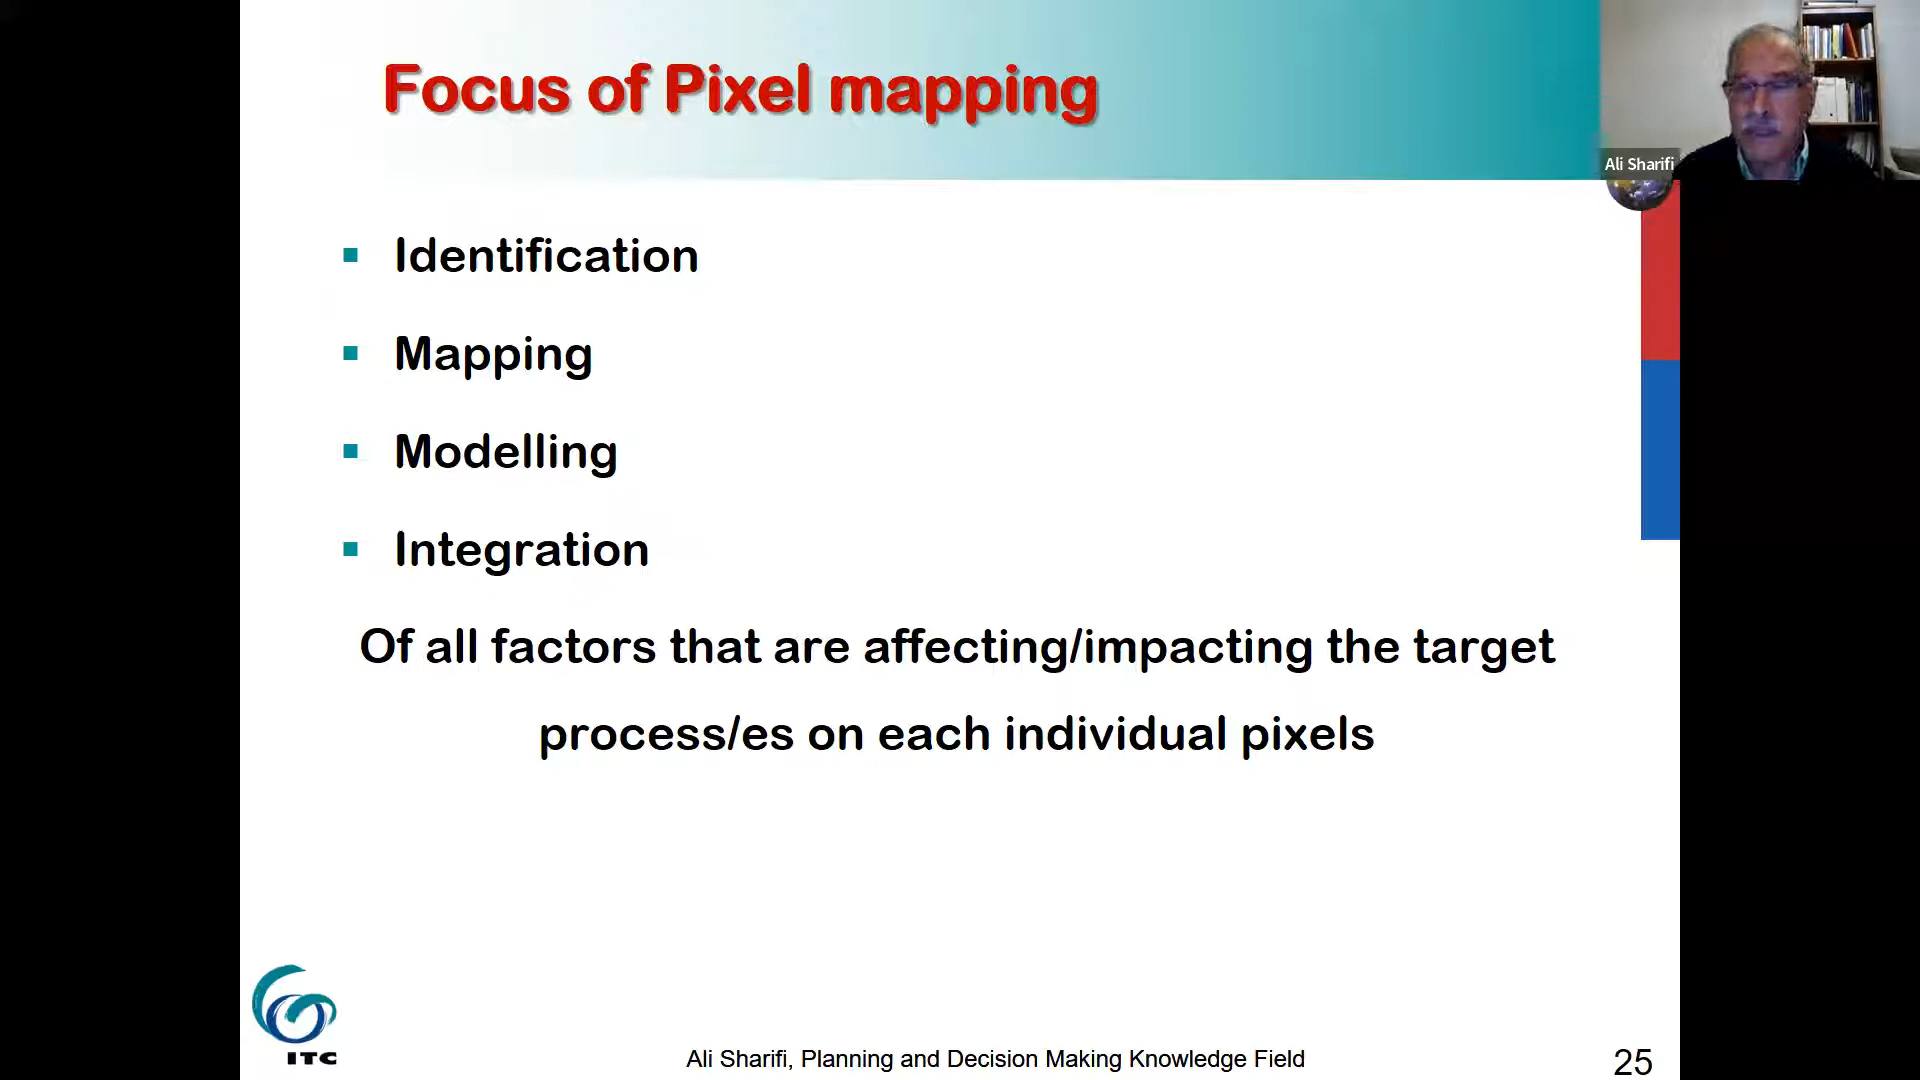 Focus of Pixel mapping
Ali Sharifi
Identification
Mapping
Modelling
Integration
Of all factors that are affecting/impacting the target
process/es on each individual pixels
ITC
Ali Sharifi, Planning and Decision Making Knowledge Field
25